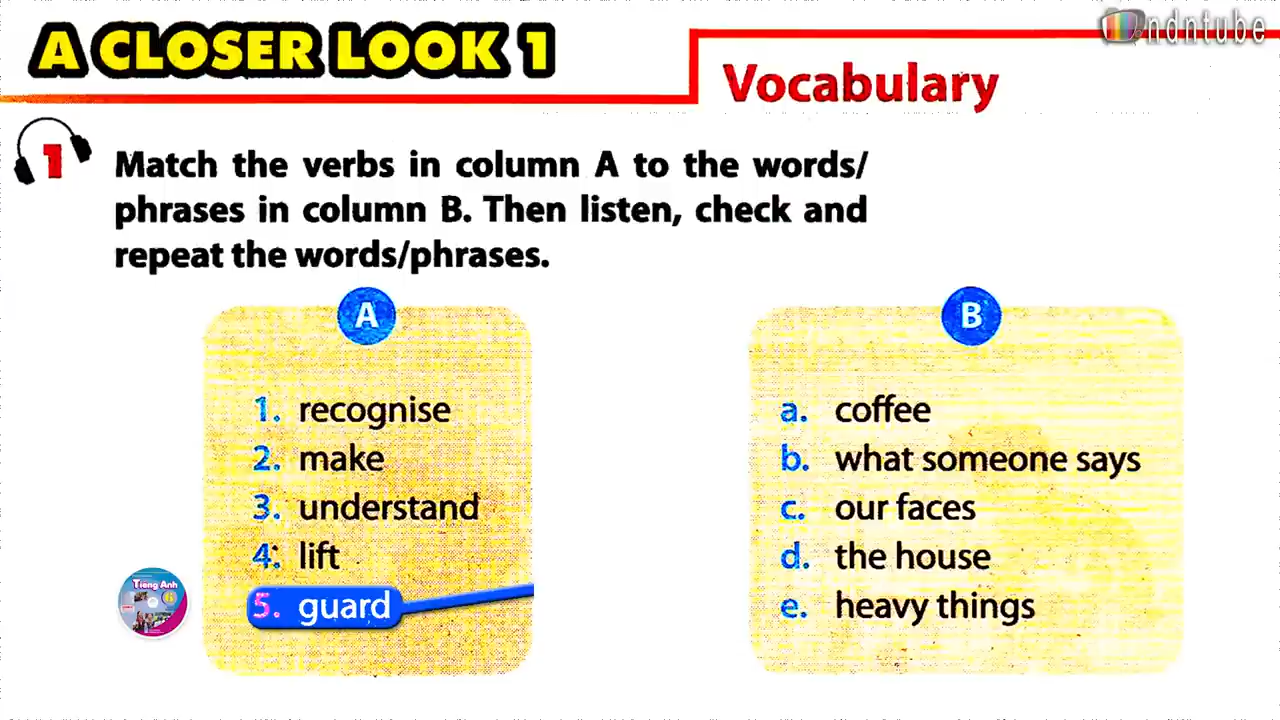 A CLOSER LOOK 1
ndntube
Vocabulary
1 Match the verbs in column A to the words/
phrases in column B. Then listen, check and
repeat the words/phrases.
A
1. recognise
2. make
3. understand
4. lift
5. guard
B
a. coffee
b. what someone says
c. our faces
d. the house
e. heavy things
Tiếng Anh
6